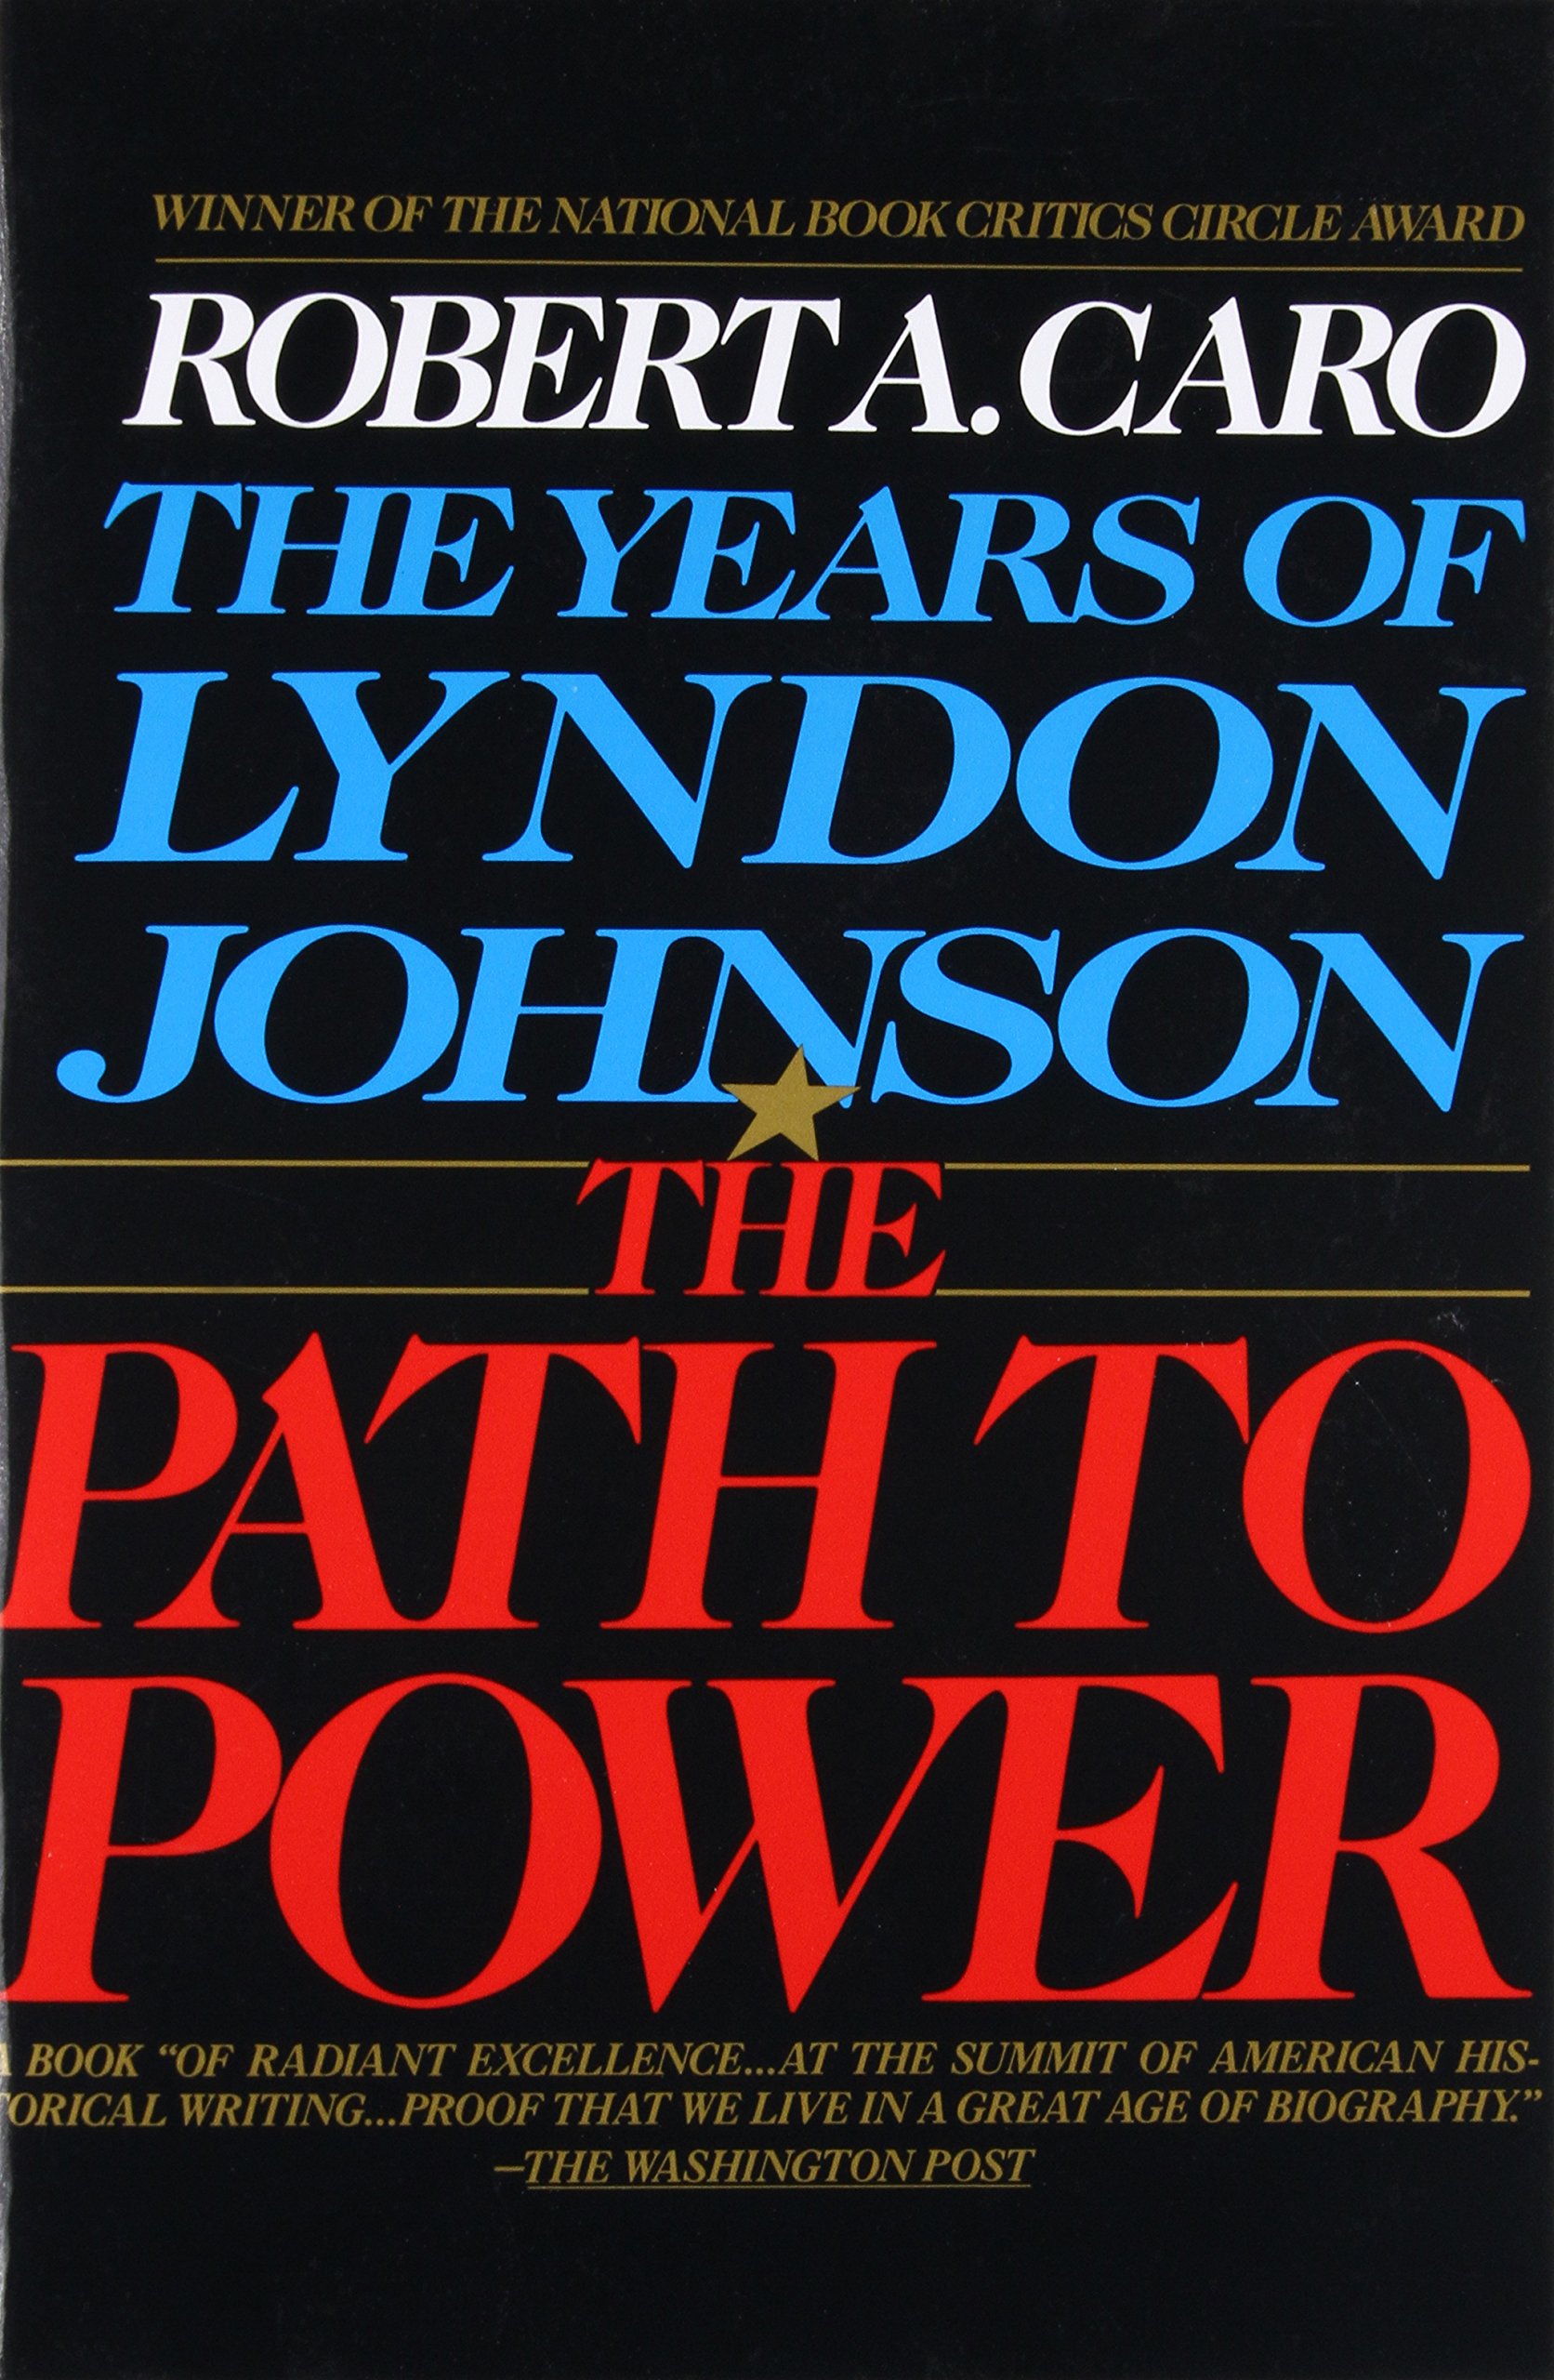 WINNER OF THE NATIONAL BOOK CRITICS CIRCLE AWARD
ROBERT A. CARO
THE YEARS OF
LYNDON
JOHNSON
THE
PATH TO
POWER
A BOOK “OF RADIANT EXCELLENCE...AT THE SUMMIT OF AMERICAN HIS-
TORICAL WRITING...PROOF THAT WE LIVE IN A GREAT AGE OF BIOGRAPHY.”
—THE WASHINGTON POST